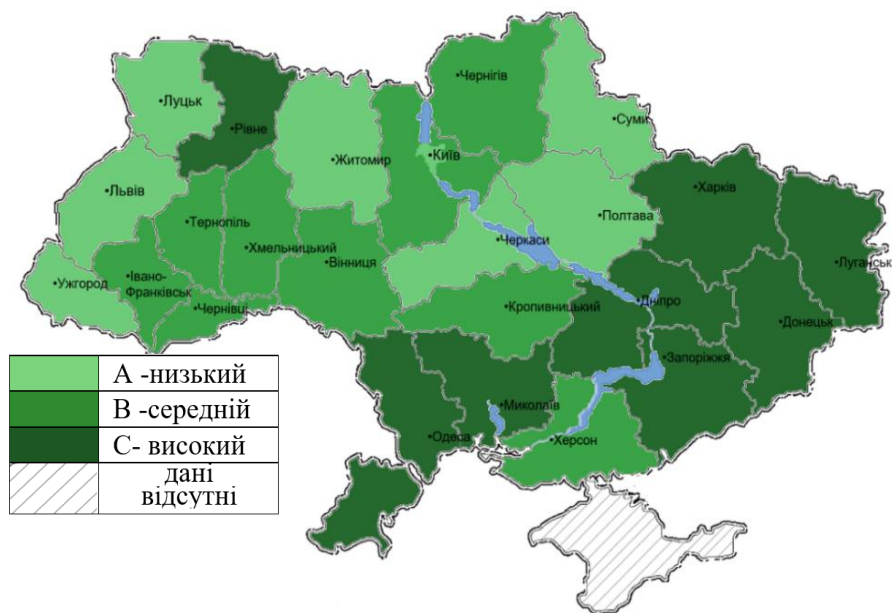 •Чернігів
•Луцьк
•Суми
•Рівне
•Київ
•Житомир
•Харків
•Львів
•Полтава
•Тернопіль
•Черкаси
•Хмельницький
•Вінниця
•Луганськ
•Ужгород
•Івано-
Франківськ
•Чернівці
•Кропивницький
•Дніпро
•Донецьк
•Запоріжжя
•Миколаїв
•Одеса
•Херсон
А -низький
В -середній
С- високий
дані
відсутні